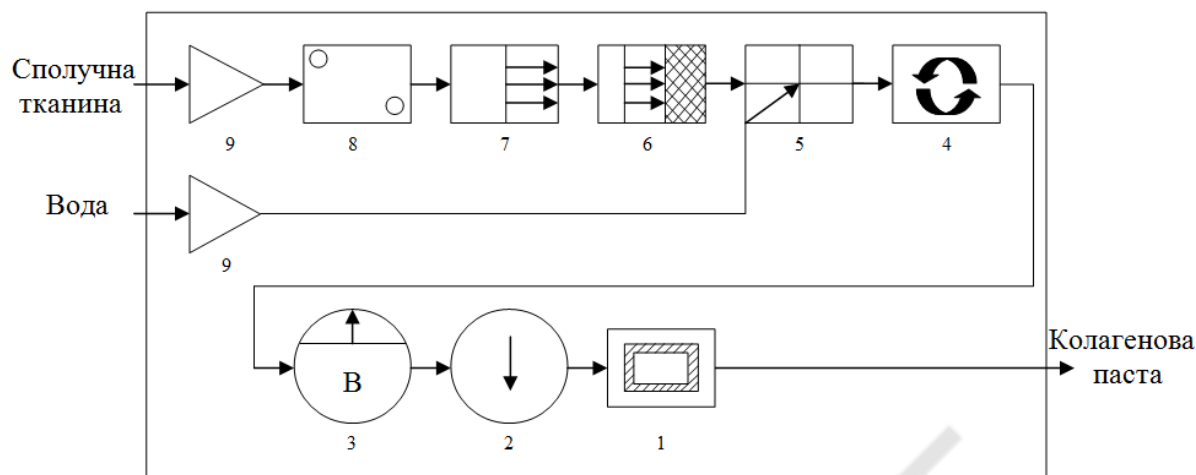 Сполучна
тканина
9
8
7
6
5
4
Вода
9
В
3
2
1
Колагенова
паста